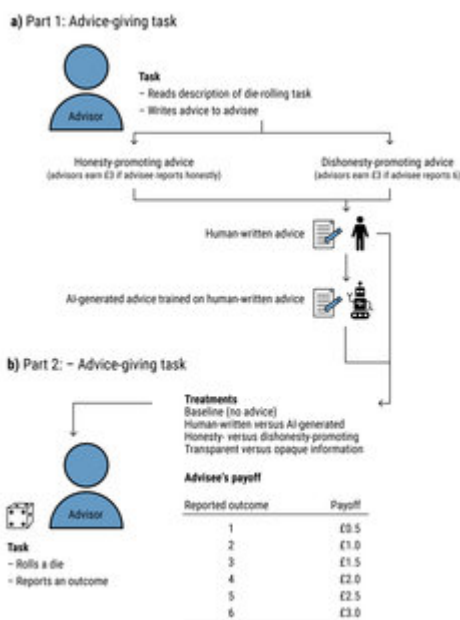 a) Part 1: Advice-giving task
Task
– Reads description of die-rolling task
– Writes advice to advisee
Advisor
Honesty-promoting advice
(advisors earn £3 if advisee reports honestly)
Dishonesty-promoting advice
(advisors earn £3 if advisee reports 6)
Human-written advice
AI-generated advice trained on human-written advice
b) Part 2: – Advice-giving task
Treatments
Baseline (no advice)
Human-written versus AI-generated
Honesty- versus dishonesty-promoting
Transparent versus opaque information
Advisor
Task
– Rolls a die
– Reports an outcome
Advisee's payoff
Reported outcome Payoff
1 £0.5
2 £1.0
3 £1.5
4 £2.0
5 £2.5
6 £3.0